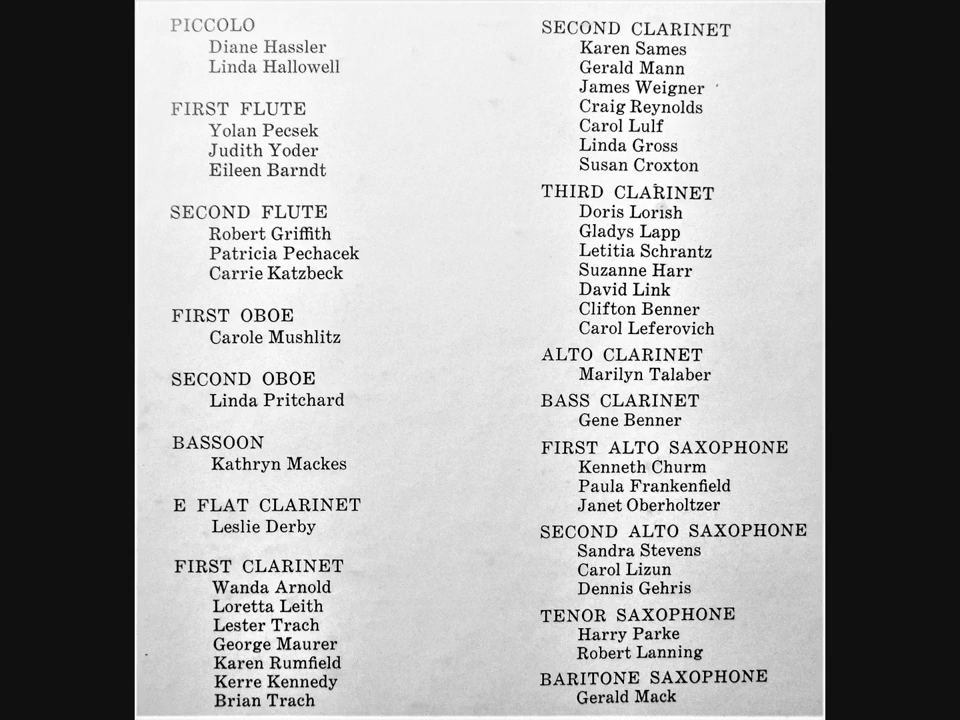 PICCOLO
Diane Hassler
Linda Hallowell
FIRST FLUTE
Yolan Pecsek
Judith Yoder
Eileen Barndt
SECOND FLUTE
Robert Griffith
Patricia Pechacek
Carrie Katzbeck
FIRST OBOE
Carole Mushlitz
SECOND OBOE
Linda Pritchard
BASSOON
Kathryn Mackes
E FLAT CLARINET
Leslie Derby
FIRST CLARINET
Wanda Arnold
Loretta Leith
Lester Trach
George Maurer
Karen Rumfield
Kerre Kennedy
Brian Trach
SECOND CLARINET
Karen Sames
Gerald Mann
James Weigner
Craig Reynolds
Carol Lulf
Linda Gross
Susan Croxton
THIRD CLARINET
Doris Lorish
Gladys Lapp
Letitia Schrantz
Suzanne Harr
David Link
Clifton Benner
Carol Leferovich
ALTO CLARINET
Marilyn Talaber
BASS CLARINET
Gene Benner
FIRST ALTO SAXOPHONE
Kenneth Churm
Paula Frankenfield
Janet Oberholtzer
SECOND ALTO SAXOPHONE
Sandra Stevens
Carol Lizun
Dennis Gehris
TENOR SAXOPHONE
Harry Parke
Robert Lanning
BARITONE SAXOPHONE
Gerald Mack